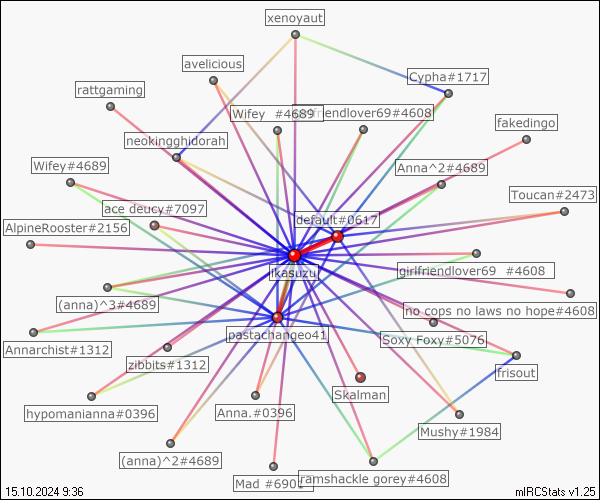 xenoyaut
avelicious
Cypha#1717
rattgaming
Wifey #4689
friendlover69#4608
fakedingo
neokingghidorah
Wifey#4689
Anna^2#4689
Toucan#2473
ace deucy#7097
default#0617
AlpineRooster#2156
ikasuzu
girlfriendlover69 #4608
(anna)^3#4689
no cops no laws no hope#4608
pastachangeo41
Soxy Foxy#5076
Annarchist#1312
zibbits#1312
frisout
Skalman
hypomanianna#0396
Anna.#0396
Mushy#1984
(anna)^2#4689
Mad #690
ramshackle gorey#4608
15.10.2024 9:36
mIRCStats v1.25